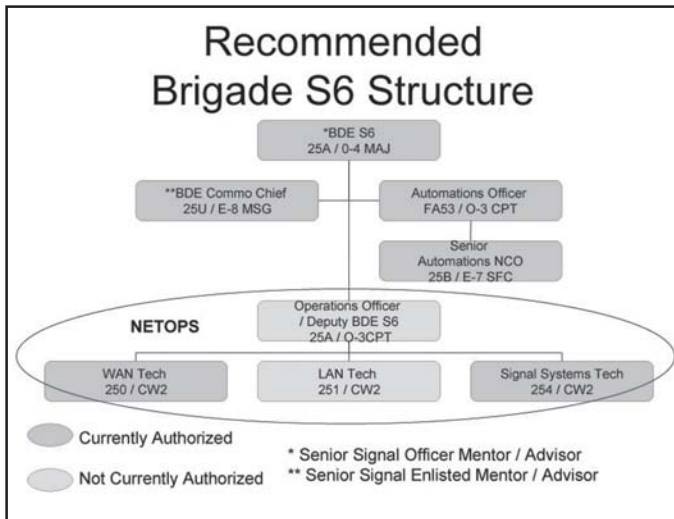 Recommended
Brigade S6 Structure
*BDE S6
25A / 0-4 MAJ
**BDE Commo Chief
25U / E-8 MSG
Automations Officer
FA53 / O-3 CPT
Senior
Automations NCO
25B / E-7 SFC
NETOPS
Operations Officer
/ Deputy BDE S6
25A / O-3CPT
WAN Tech
250 / CW2
LAN Tech
251 / CW2
Signal Systems Tech
254 / CW2
Currently Authorized
Not Currently Authorized
* Senior Signal Officer Mentor / Advisor
** Senior Signal Enlisted Mentor / Advisor